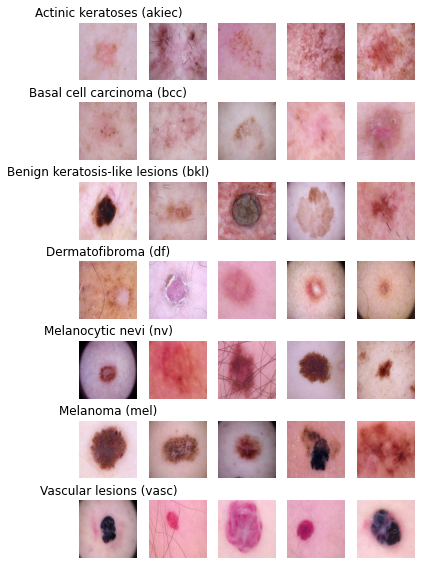 Actinic keratoses (akiec)
Basal cell carcinoma (bcc)
Benign keratosis-like lesions (bkl)
Dermatofibroma (df)
Melanocytic nevi (nv)
Melanoma (mel)
Vascular lesions (vasc)